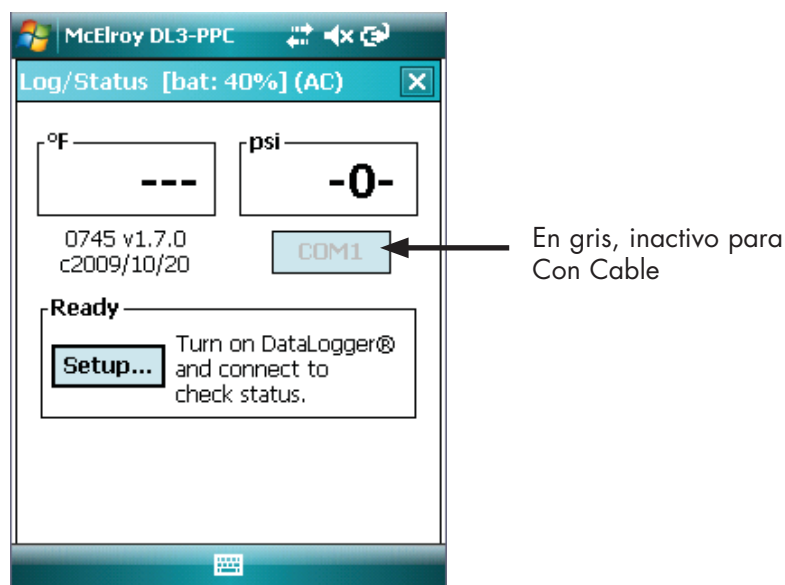 McElroy DL3-PPC
Log/Status [bat: 40%] (AC)
°F
---
psi
-0-
0745 v1.7.0
c2009/10/20
COM1
En gris, inactivo para
Con Cable
Ready
Setup...
Turn on DataLogger®
and connect to
check status.